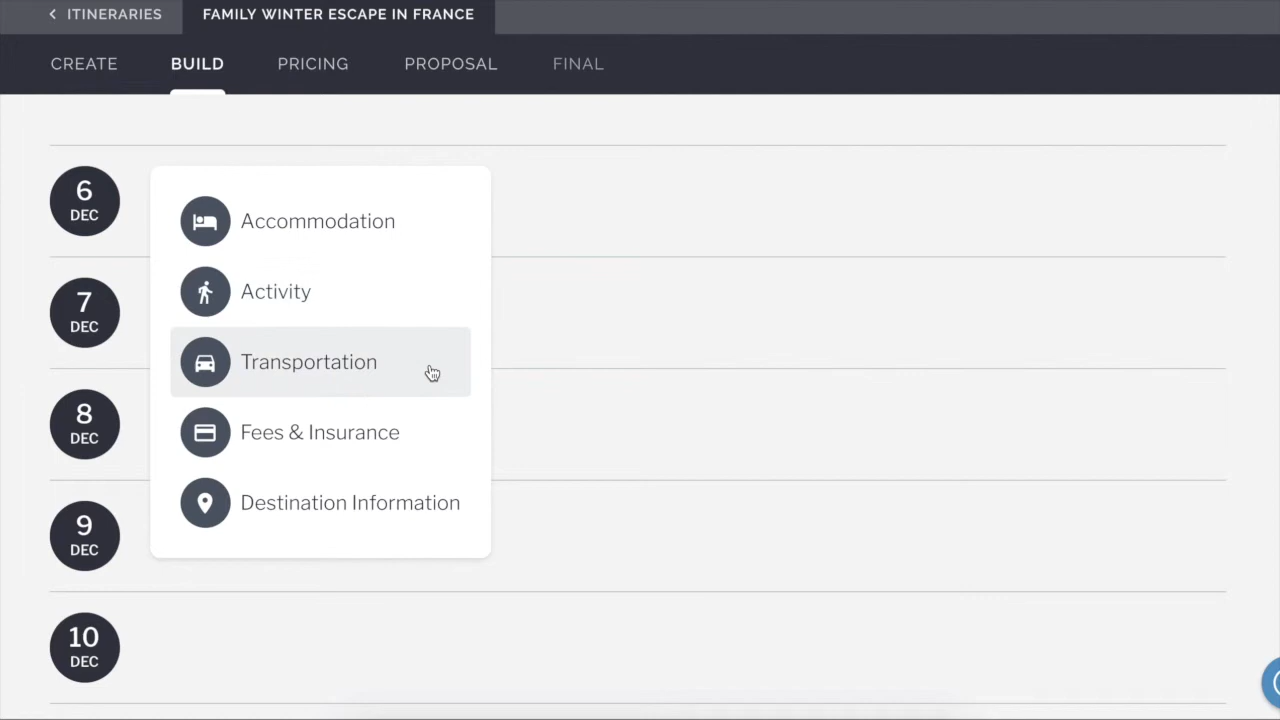 ITINERARIES
FAMILY WINTER ESCAPE IN FRANCE
CREATE
BUILD
PRICING
PROPOSAL
FINAL
6
DEC
Accommodation
Activity
7
DEC
Transportation
8
DEC
Fees & Insurance
Destination Information
9
DEC
10
DEC